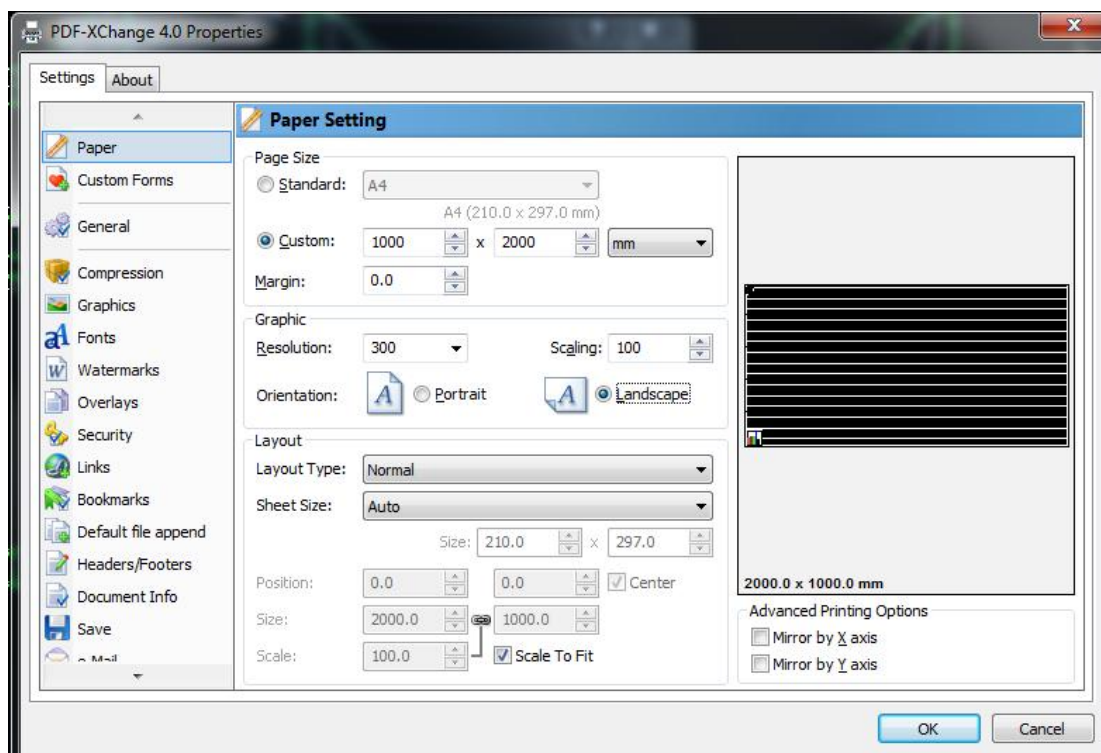 PDF-XChange 4.0 Properties
Settings About
Paper
Custom Forms
General
Compression
Graphics
Fonts
Watermarks
Overlays
Security
Links
Bookmarks
Default file append
Headers/Footers
Document Info
Save
e-Mail
Paper Setting
Page Size
Standard: A4
A4 (210.0 x 297.0 mm)
Custom: 1000 x 2000 mm
Margin: 0.0
Graphic
Resolution: 300 Scaling: 100
Orientation: A Portrait A Landscape
Layout
Layout Type: Normal
Sheet Size: Auto
Size: 210.0 x 297.0
Position: 0.0 0.0 Center
Size: 2000.0 1000.0
Scale: 100.0 Scale To Fit
2000.0 x 1000.0 mm
Advanced Printing Options
Mirror by X axis
Mirror by Y axis
OK Cancel